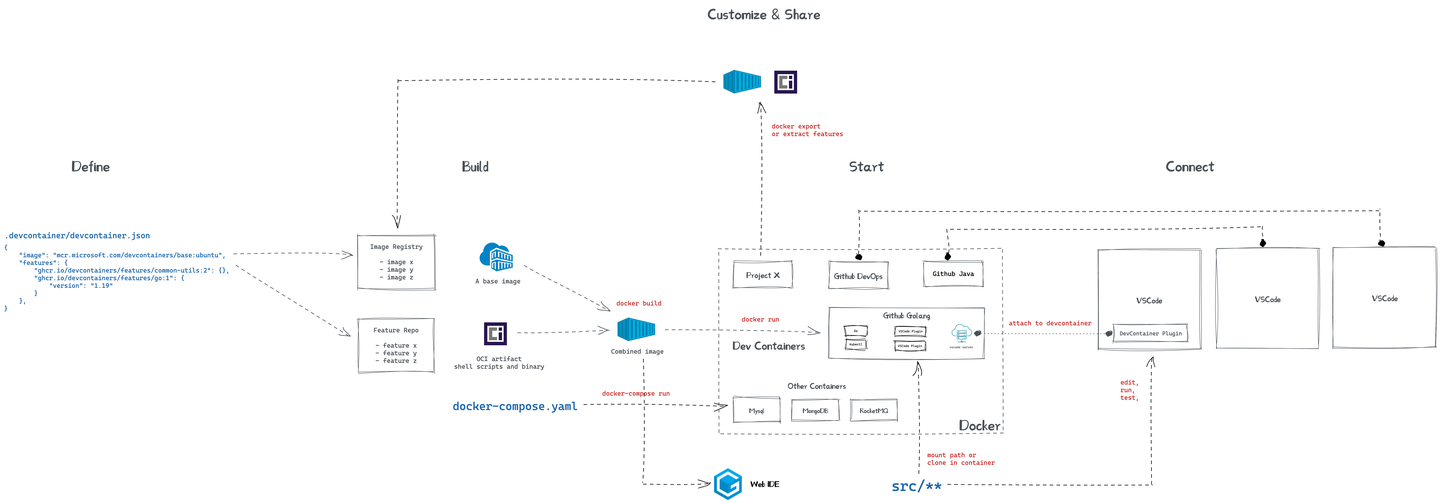 Customize & Share
docker export
or extract features
Define
Build
Start
Connect
.devcontainer/devcontainer.json
{
"image": "mcr.microsoft.com/devcontainers/base:ubuntu",
"features": {
"ghcr.io/devcontainers/features/common-utils:2": {},
"ghcr.io/devcontainers/features/go:1": {
"version": "1.19"
}
},
}
Image Registry
- image x
- image y
- image z
Feature Repo
- feature x
- feature y
- feature z
A base image
OCI artifact
shell scripts and binary
docker build
Combined image
docker run
docker-compose.yaml
docker-compose run
Web IDE
Project X
Github DevOps
Github Java
Github Golang
Go
kubectl
VSCode Plugin
VSCode Plugin
vscode server
Dev Containers
Other Containers
Mysql
MongoDB
RocketMQ
Docker
mount path or
clone in container
src/**
attach to devcontainer
VSCode
DevContainer Plugin
VSCode
VSCode
edit,
run,
test,